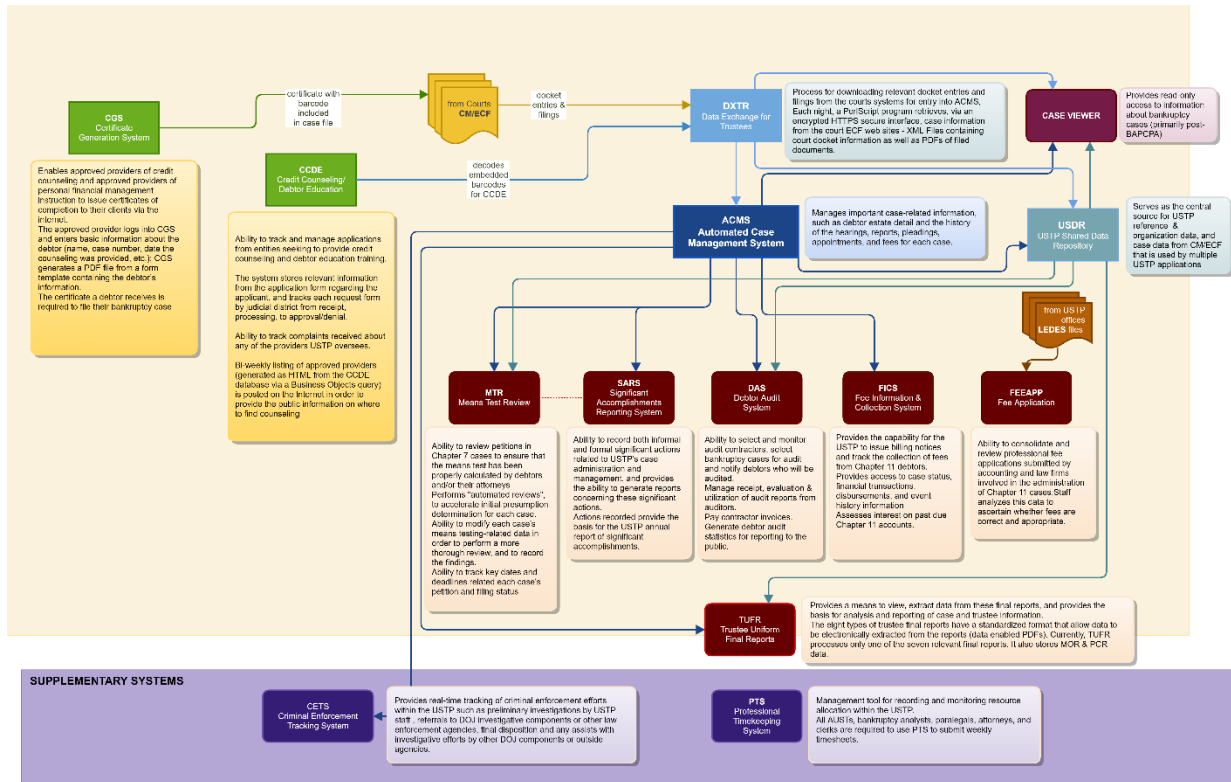 CGS
Certificate
Generation System
certificate with
barcode
included in
case file
from Courts
CM/ECF
docket
entries &
filings
DXTR
Data Exchange for
Trustees
Process for downloading relevant docket entries and
filings from the courts systems for entry into ACMS,
Each night, a PerlScript program retrieves, via an
encrypted HTTPS secure interface, case information
from the court ECF web sites - XML Files containing
court docket information as well as PDFs of filed
documents.
CASE VIEWER
Provides read-only
access to information
about bankruptcy
cases (primarily post-
BAPCPA)
Enables approved providers of credit
counseling and approved providers of
personal financial management
instruction to issue certificates of
completion to their clients via the
internet.
The approved provider logs into CGS
and enters basic information about the
debtor (name, case number, date the
counseling was provided, etc.); CGS
generates a PDF file from a form
template containing the debtor's
information.
The certificate a debtor receives is
required to file their bankruptcy case
CCDE
Credit Counseling/
Debtor Education
decodes
embedded
barcodes
for CCDE
Ability to track and manage applications
from entities seeking to provide credit
counseling and debtor education training.
The system stores relevant information
from the application form regarding the
applicant, and tracks each request form
by judicial district from receipt,
processing, to approval/denial.
Ability to track complaints received about
any of the providers USTP oversees.
Bi-weekly listing of approved providers
(generated as HTML from the CCDE
database via a Business Objects query)
is posted on the Internet in order to
provide the public information on where
to find counseling
ACMS
Automated Case
Management System
Manages important case-related information,
such as debtor estate detail and the history
of the hearings, reports, pleadings,
appointments, and fees for each case.
USDR
USTP Shared Data
Repository
Serves as the central
source for USTP
reference &
organization data, and
case data from CM/ECF
that is used by multiple
USTP applications
from USTP
offices
LEDES files
MTR
Means Test Review
SARS
Significant
Accomplishments
Reporting System
DAS
Debtor Audit
System
FICS
Fee Information &
Collection System
FEEAPP
Fee Application
Ability to review petitions in
Chapter 7 cases to ensure that
the means test has been
properly calculated by debtors
and/or their attorneys
Performs "automated reviews",
to accelerate initial presumption
determination for each case.
Ability to modify each case's
means testing-related data in
order to perform a more
thorough review, and to record
the findings.
Ability to track key dates and
deadlines related each case's
petition and filing status
Ability to record both informal
and formal significant actions
related to USTP's case
administration and
management, and provides
the ability to generate reports
concerning these significant
actions.
Actions recorded provide the
basis for the USTP annual
report of significant
accomplishments.
Ability to select and monitor
audit contractors, select
bankruptcy cases for audit
and notify debtors who will be
audited.
Manage receipt, evaluation &
utilization of audit reports from
auditors.
Pay contractor invoices.
Generate debtor audit
statistics for reporting to the
public.
Provides the capability for the
USTP to issue billing notices
and track the collection of fees
from Chapter 11 debtors.
Provides access to case status,
financial transactions,
disbursements, and event
history information
Assesses interest on past due
Chapter 11 accounts.
Ability to consolidate and
review professional fee
applications submitted by
accounting and law firms
involved in the administration
of Chapter 11 cases.Staff
analyzes this data to
ascertain whether fees are
correct and appropriate.
TUFR
Trustee Uniform
Final Reports
Provides a means to view, extract data from these final reports, and provides the
basis for analysis and reporting of case and trustee information.
The eight types of trustee final reports have a standardized format that allow data to
be electronically extracted from the reports (data enabled PDFs). Currently, TUFR
processes only one of the seven relevant final reports. It also stores MOR & PCR
data.
SUPPLEMENTARY SYSTEMS
CETS
Criminal Enforcement
Tracking System
Provides real-time tracking of criminal enforcement efforts
within the USTP such as preliminary investigations by USTP
staff , referrals to DOJ investigative components or other law
enforcement agencies, final disposition and any assists with
investigative efforts by other DOJ components or outside
agencies.
PTS
Professional
Timekeeping
System
Management tool for recording and monitoring resource
allocation within the USTP.
All AUSTs, bankruptcy analysts, paralegals, attorneys, and
clerks are required to use PTS to submit weekly
timesheets.